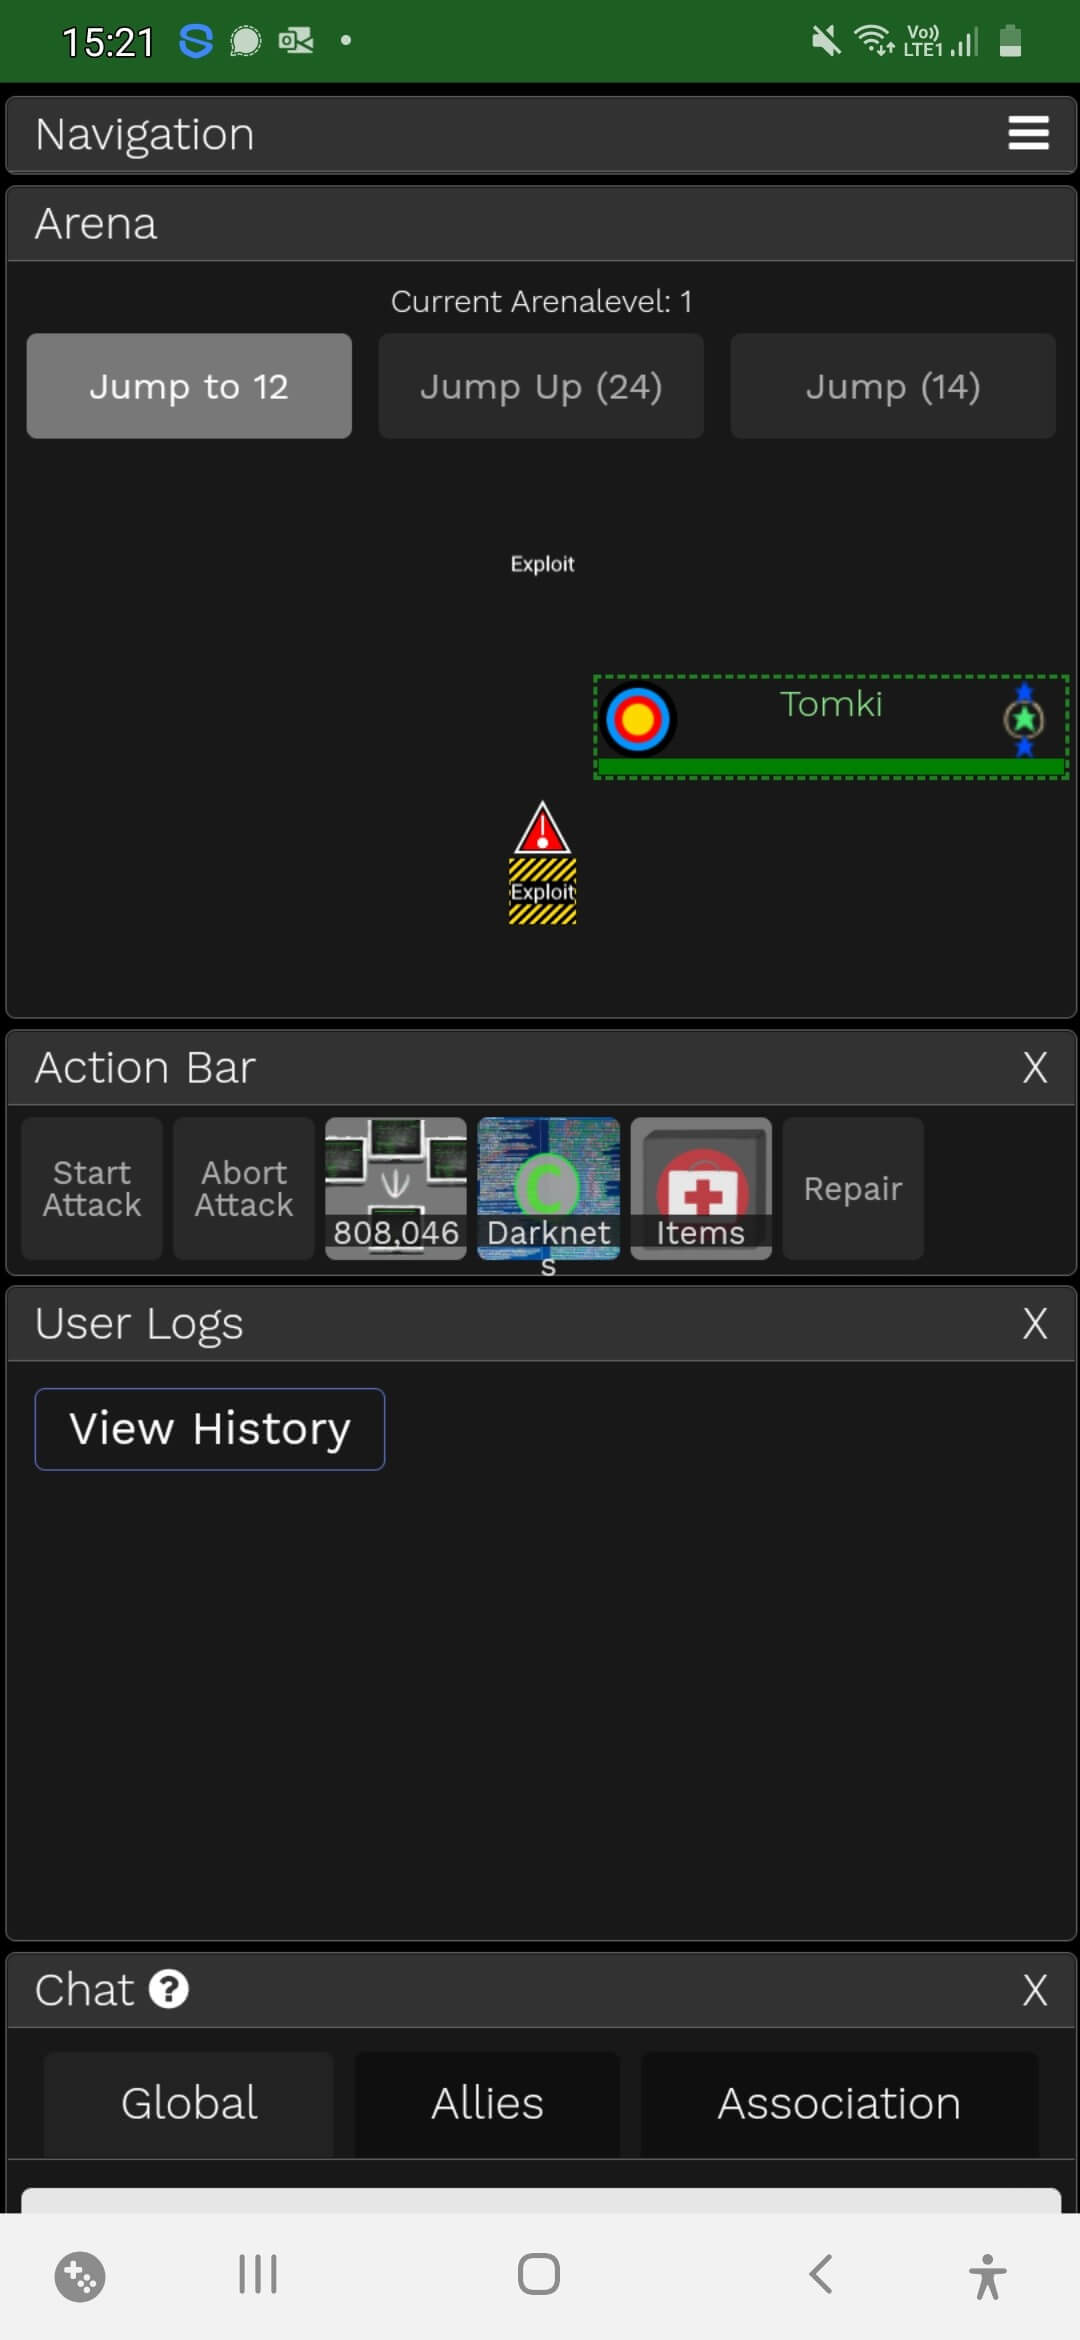 15:21
Vo))
LTE1
Navigation
Arena
Current Arenalevel: 1
Jump to 12
Jump Up (24)
Jump (14)
Exploit
Tomki
Exploit
Action Bar
X
Start
Attack
Abort
Attack
808,046
Darknet
s
Items
Repair
User Logs
X
View History
Chat ?
X
Global
Allies
Association